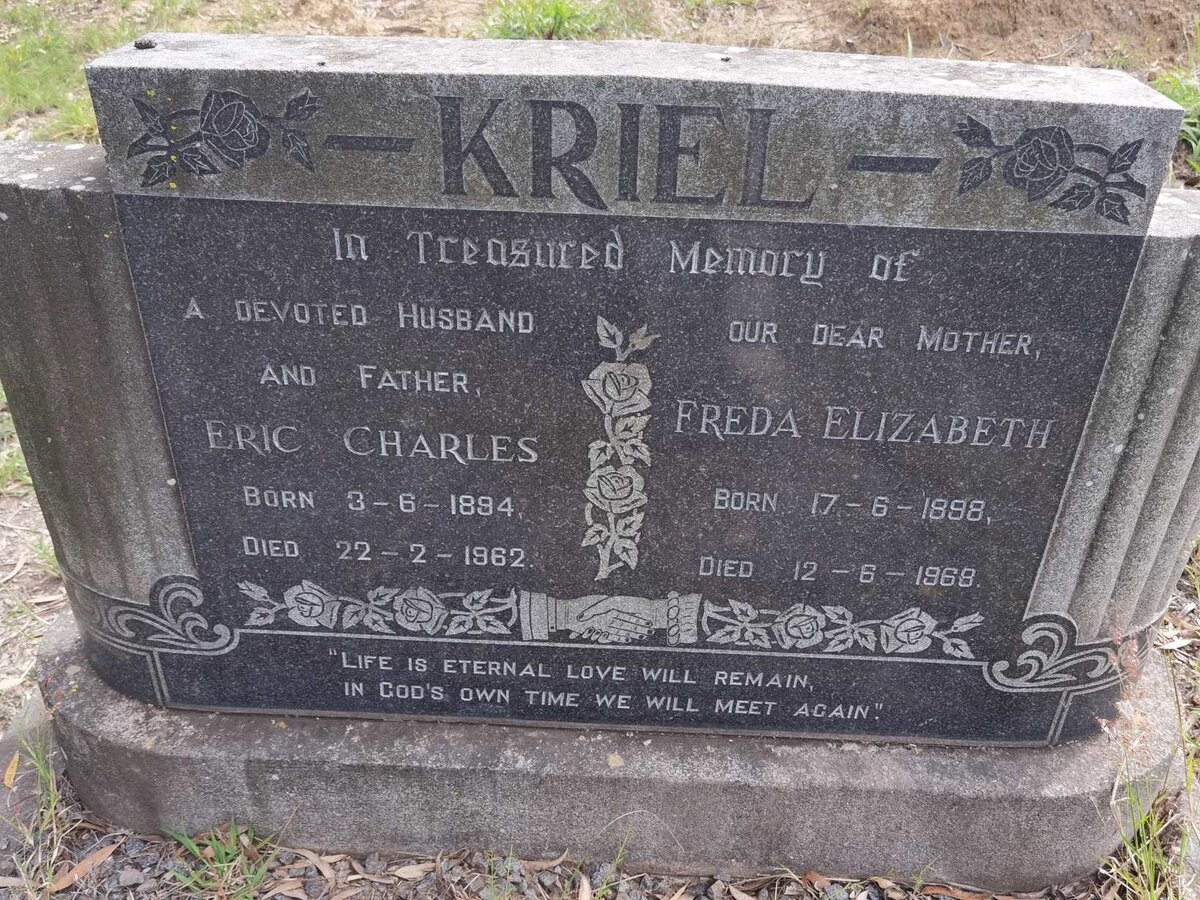 — KRIEL —
In Treasured Memory of
A DEVOTED HUSBAND
AND FATHER,
ERIC CHARLES
BORN 3-6-1894,
DIED 22-2-1962.
OUR DEAR MOTHER,
FREDA ELIZABETH
BORN 17-6-1898,
DIED 12-6-1968.
"LIFE IS ETERNAL LOVE WILL REMAIN,
IN GOD'S OWN TIME WE WILL MEET AGAIN".